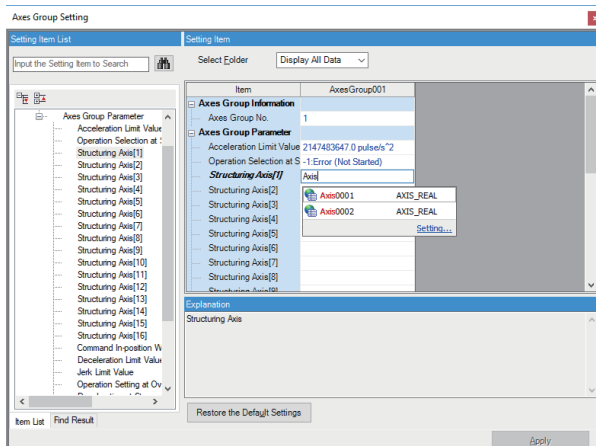 Axes Group Setting
Setting Item List
Input the Setting Item to Search
Axes Group Parameter
Acceleration Limit Value
Operation Selection at S
Structuring Axis[1]
Structuring Axis[2]
Structuring Axis[3]
Structuring Axis[4]
Structuring Axis[5]
Structuring Axis[6]
Structuring Axis[7]
Structuring Axis[8]
Structuring Axis[9]
Structuring Axis[10]
Structuring Axis[11]
Structuring Axis[12]
Structuring Axis[13]
Structuring Axis[14]
Structuring Axis[15]
Structuring Axis[16]
Command In-position W
Deceleration Limit Value
Jerk Limit Value
Operation Setting at Ov
Item List Find Result
Setting Item
Select Folder Display All Data
Item AxesGroup001
Axes Group Information
Axes Group No. 1
Axes Group Parameter
Acceleration Limit Value 2147483647.0 pulse/s^2
Operation Selection at S -1:Error (Not Started)
Structuring Axis[1] Axis
Structuring Axis[2]
Axis0001 AXIS_REAL
Structuring Axis[3]
Axis0002 AXIS_REAL
Structuring Axis[4]
Setting...
Structuring Axis[5]
Structuring Axis[6]
Structuring Axis[7]
Structuring Axis[8]
Explanation
Structuring Axis
Restore the Default Settings
Apply